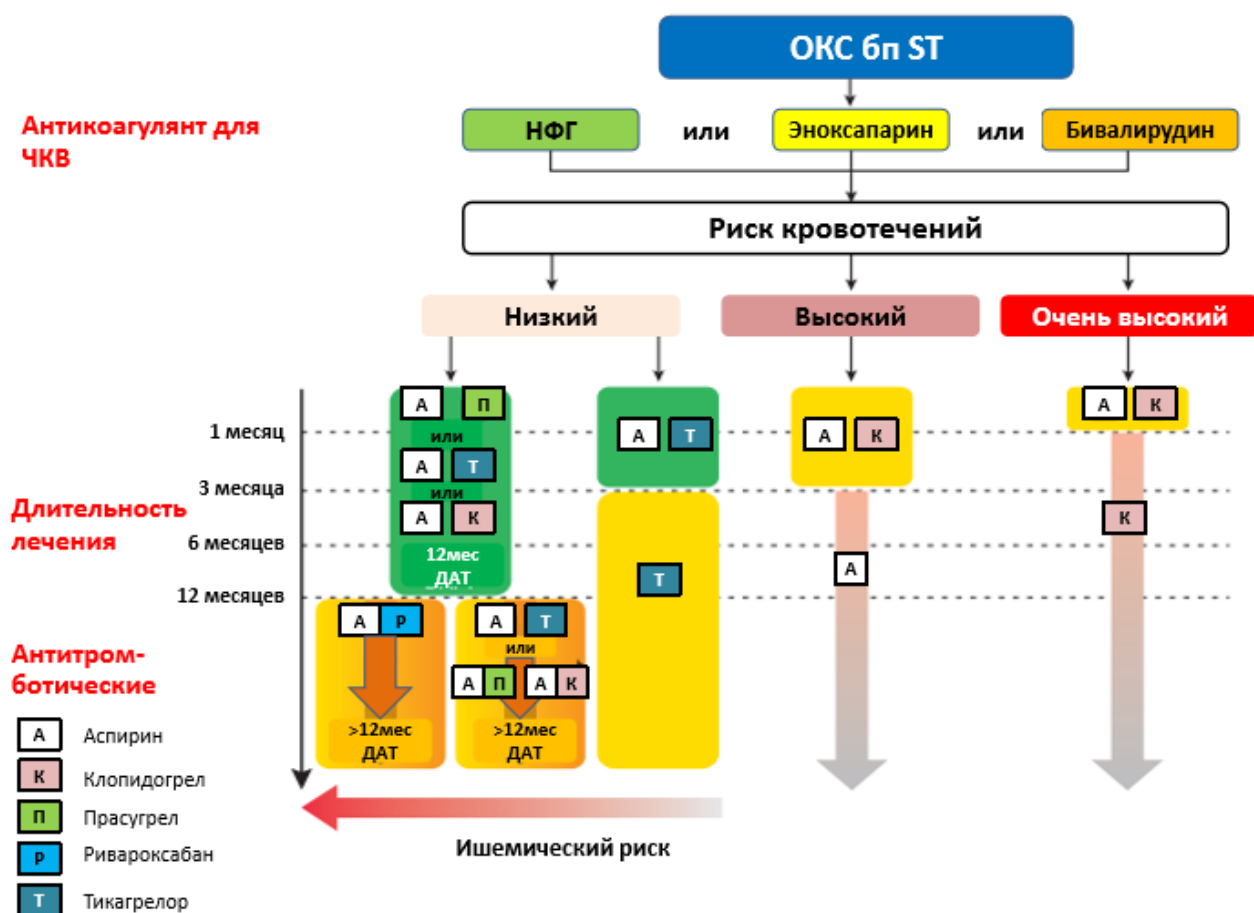 ОКС бп ST
Антикоагулянт для
ЧКВ
НФГ или Эноксапарин или Бивалирудин
Риск кровотечений
Низкий Высокий Очень высокий
А П
или
А Т
или
А К
12мес
ДАТ
А Т
Т
А К
А
А К
К
1 месяц
3 месяца
6 месяцев
12 месяцев
Длительность
лечения
А Р
>12мес
ДАТ
А Т
или
А П А К
>12мес
ДАТ
Ишемический риск
Антитром-
ботические
А Аспирин
К Клопидогрел
П Прасугрел
Р Ривароксабан
Т Тикагрелор